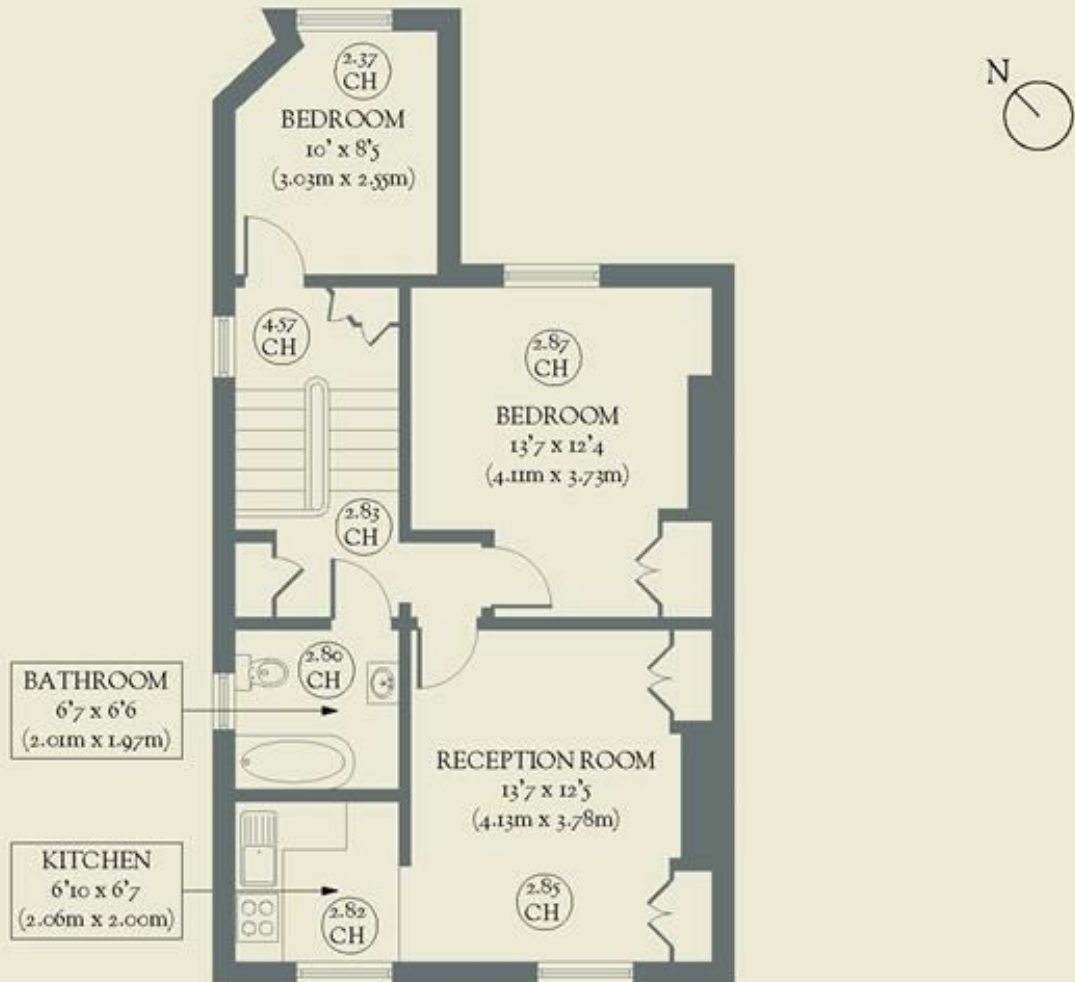 N
2.37
CH
BEDROOM
10' x 8'5
(3.03m x 2.55m)
4.57
CH
2.87
CH
BEDROOM
13'7 x 12'4
(4.11m x 3.73m)
2.83
CH
2.80
CH
BATHROOM
6'7 x 6'6
(2.01m x 1.97m)
RECEPTION ROOM
13'7 x 12'5
(4.13m x 3.78m)
KITCHEN
6'10 x 6'7
(2.06m x 2.00m)
2.82
CH
2.85
CH